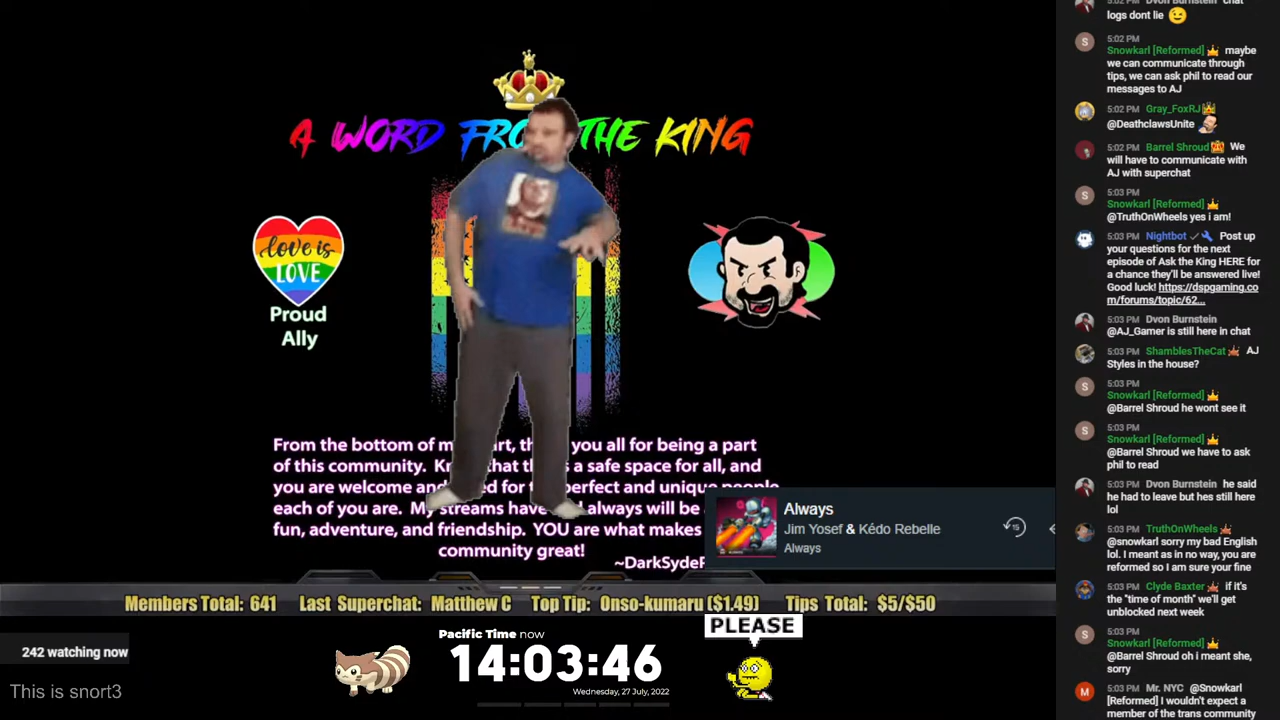 A WORD FRO THE KING
love is
LOVE
Proud
Ally
From the bottom of m art, th you all for being a part
of this community. Kn that th a safe space for all, and
you are welcome and ed for t perfect and unique people
each of you are. My streams have always will be
fun, adventure, and friendship. YOU are what makes
community great!
~DarkSydeP
Always
Jim Yosef & Kédo Rebelle
Always
15
Members Total: 641 Last Superchat: Matthew C Top Tip: Onso-kumaru ($1.49) Tips Total: $5/$50
PLEASE
242 watching now
Pacific Time now
14:03:46
Wednesday, 27 July, 2022
This is snort3
5:02 PM Dvon Burnstein chat
logs dont lie
5:02 PM
Snowkarl [Reformed] maybe
we can communicate through
tips, we can ask phil to read our
messages to AJ
5:02 PM Gray_FoxRJ
@DeathclawsUnite
5:02 PM Barrel Shroud We
will have to communicate with
AJ with superchat
5:03 PM
Snowkarl [Reformed]
@TruthOnWheels yes i am!
5:03 PM Nightbot Post up
your questions for the next
episode of Ask the King HERE for
a chance they'll be answered live!
Good luck! https://dspgaming.co
m/forums/topic/62...
5:03 PM Dvon Burnstein
@AJ_Gamer is still here in chat
5:03 PM ShamblesTheCat AJ
Styles in the house?
5:03 PM
Snowkarl [Reformed]
@Barrel Shroud he wont see it
5:03 PM
Snowkarl [Reformed]
@Barrel Shroud we have to ask
phil to read
5:03 PM Dvon Burnstein he said
he had to leave but hes still here
lol
5:03 PM TruthOnWheels
@snowkarl sorry my bad English
lol. I meant as in no way, you are
reformed so I am sure your fine
5:03 PM Clyde Baxter if it's
the "time of month" we'll get
unblocked next week
5:03 PM
Snowkarl [Reformed]
@Barrel Shroud oh i meant she,
sorry
5:03 PM Mr. NYC @Snowkarl
[Reformed] I wouldn't expect a
member of the trans community